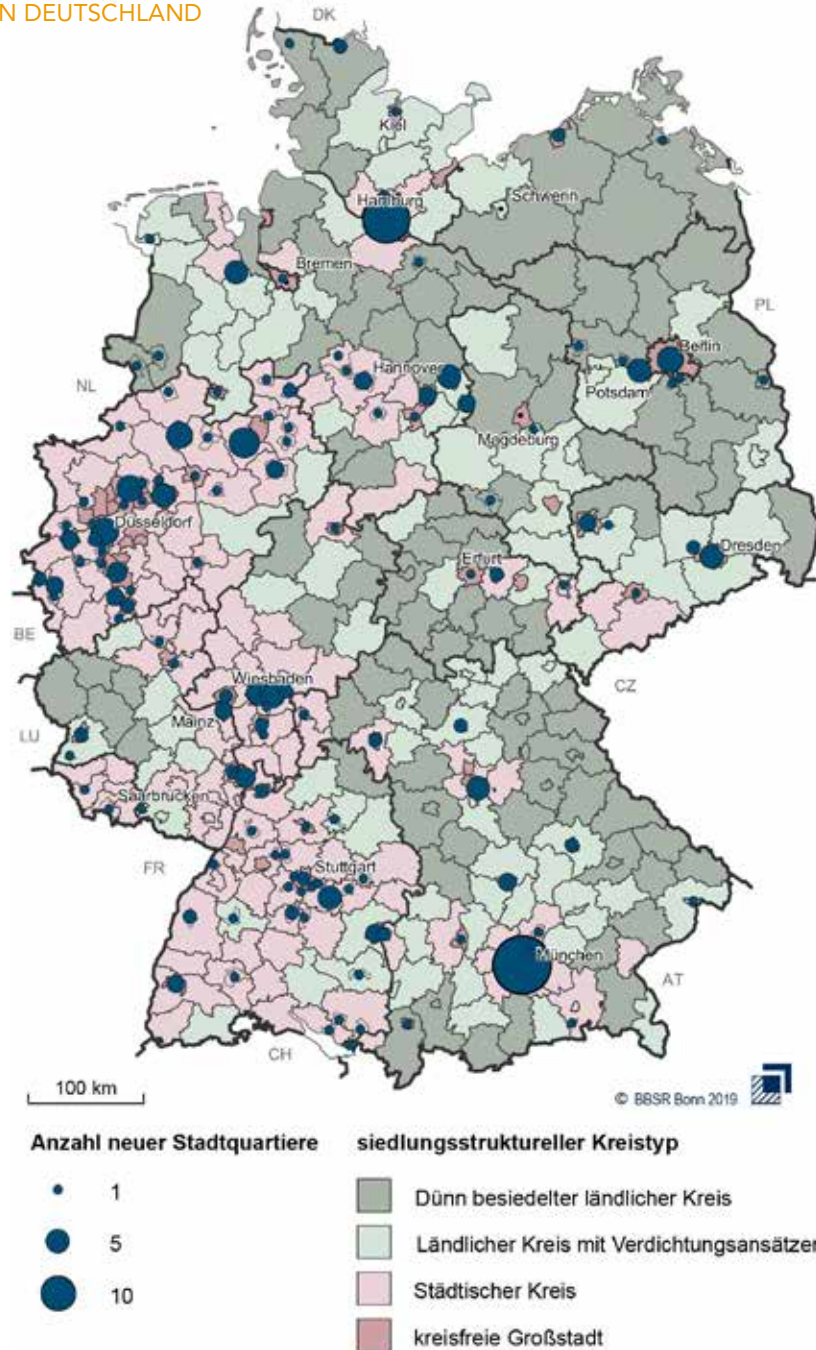 N DEUTSCHLAND
DK
Kiel
Hamburg
Schwerin
Bremen
PL
Berlin
Hannover
Potsdam
NL
Magdeburg
Düsseldorf
Dresden
Erfurt
BE
CZ
Wiesbaden
Mainz
LU
Saarbrücken
FR
Stuttgart
München
AT
CH
100 km
© BBSR Bonn 2019
Anzahl neuer Stadtquartiere
1
5
10
siedlungsstruktureller Kreistyp
Dünn besiedelter ländlicher Kreis
Ländlicher Kreis mit Verdichtungsansätzen
Städtischer Kreis
kreisfreie Großstadt